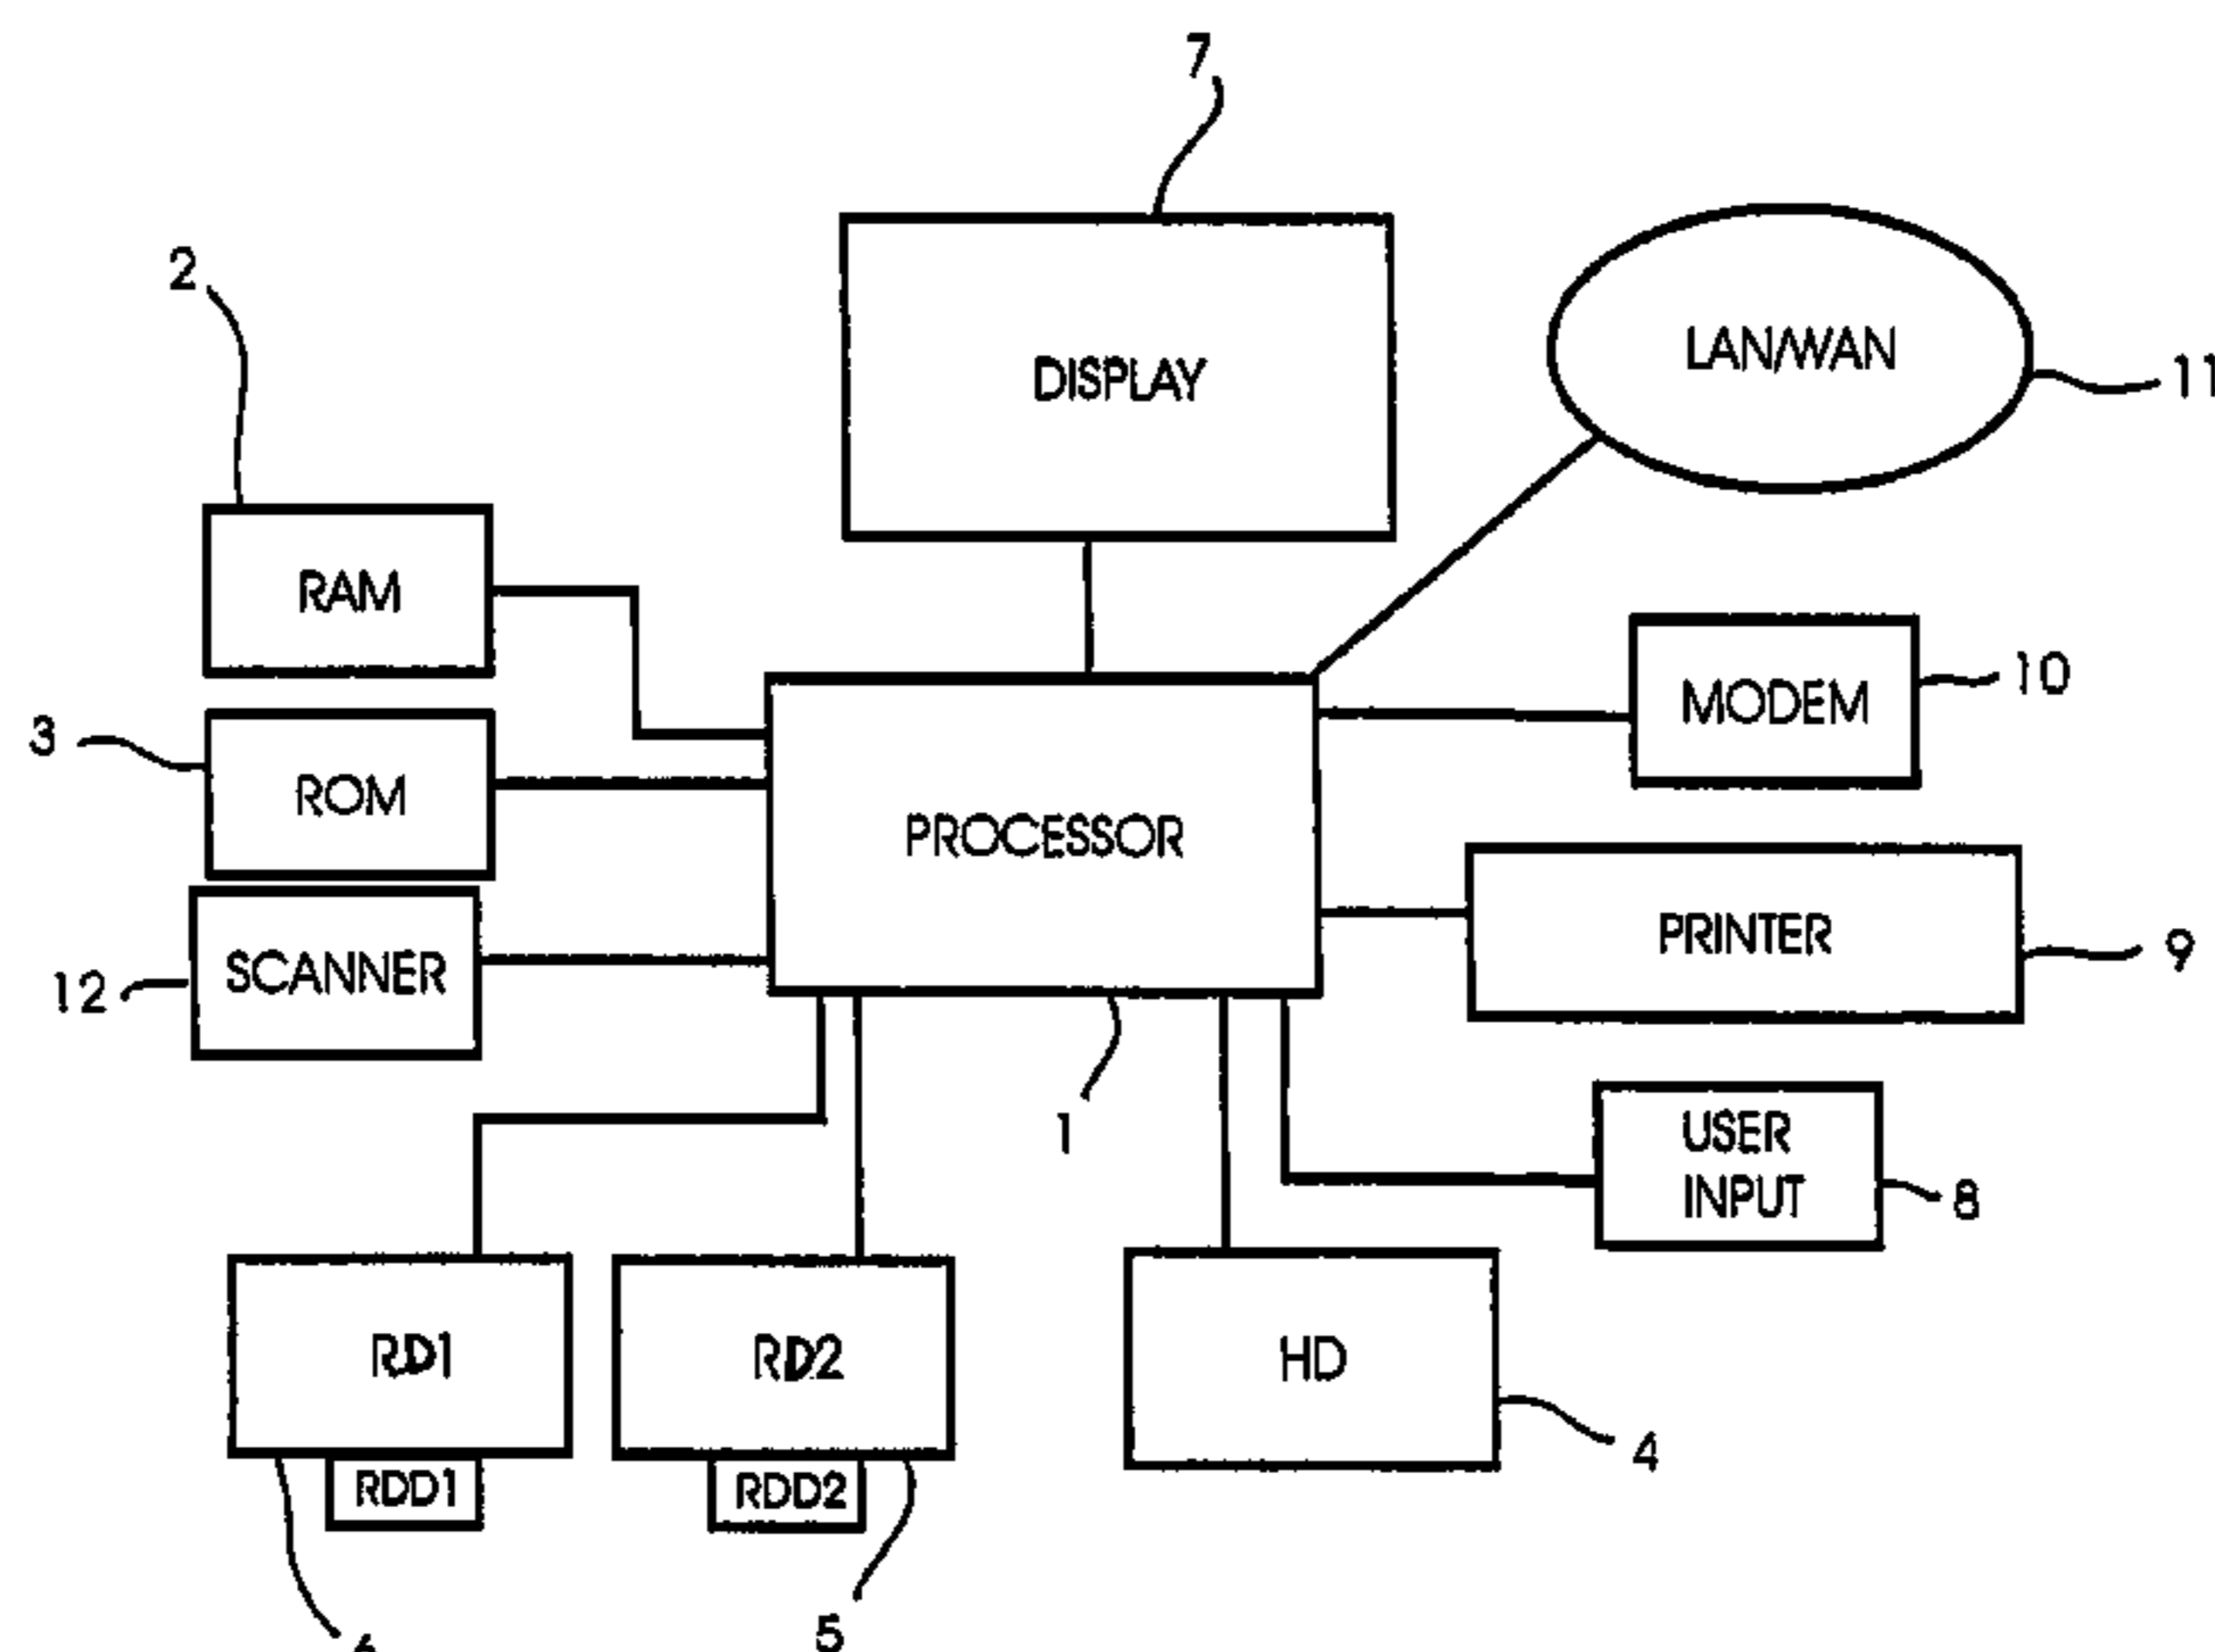 7
2
DISPLAY
LAN/WAN
11
RAM
10
MODEM
3
ROM
PROCESSOR
PRINTER
9
SCANNER
12
1
USER
INPUT
8
RD1
RD2
HD
4
RDD1
RDD2
5